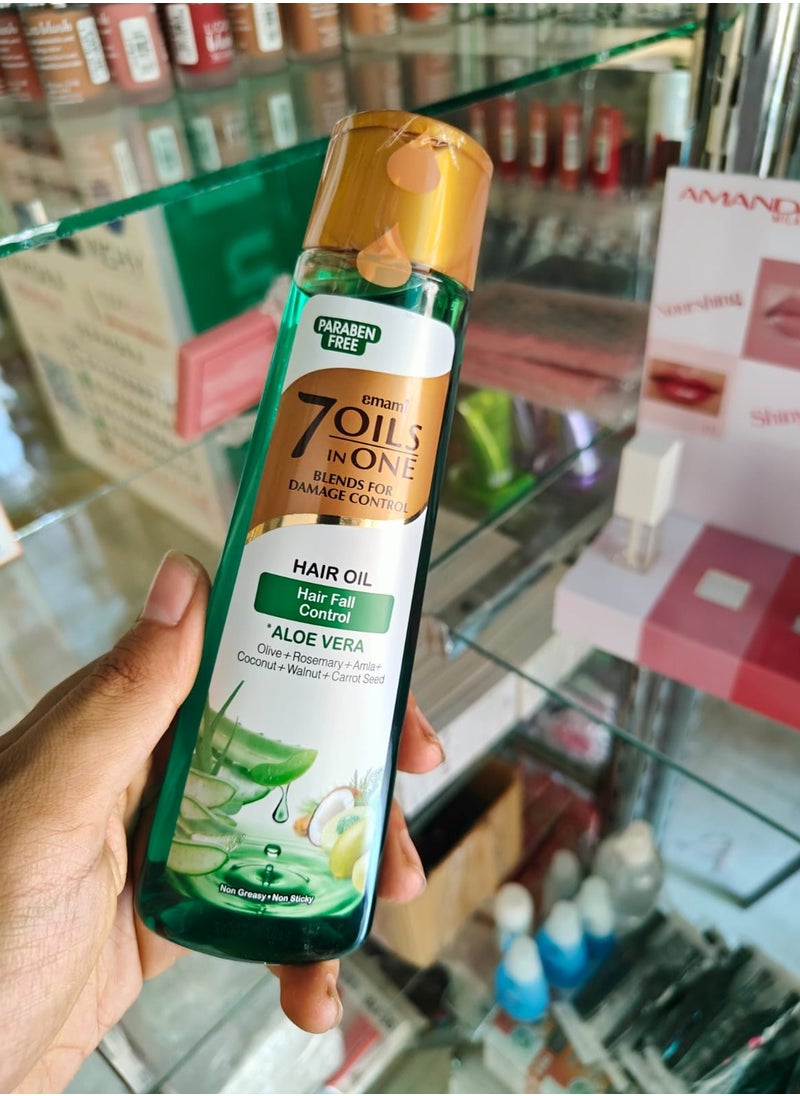 PARABEN
FREE
emami
7 OILS
IN ONE
BLENDS FOR
DAMAGE CONTROL
HAIR OIL
Hair Fall
Control
*ALOE VERA
Olive+Rosemary+Amla+
Coconut+Walnut+Carrot Seed
Non Greasy • Non Sticky
AMAND
Nourishing
Shiny